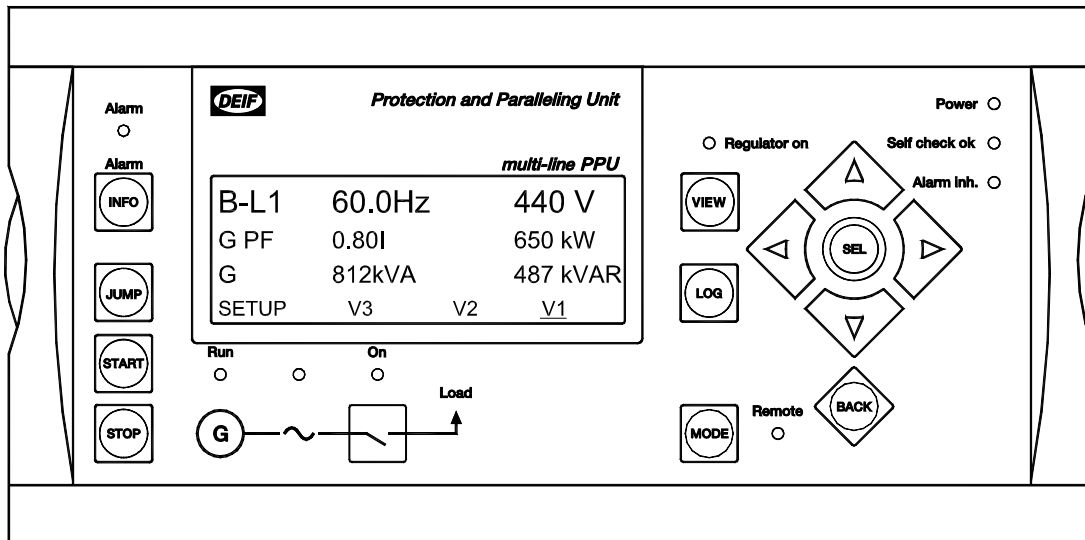 DEIF
Protection and Paralleling Unit
multi-line PPU
B-L1 60.0Hz 440 V
G PF 0.80I 650 kW
G 812kVA 487 kVAR
SETUP V3 V2 V1
Alarm
Alarm
INFO
JUMP
START
STOP
Run On
Load
G
Power
Regulator on Self check ok
Alarm inh.
VIEW
SEL
LOG
BACK
Remote
MODE